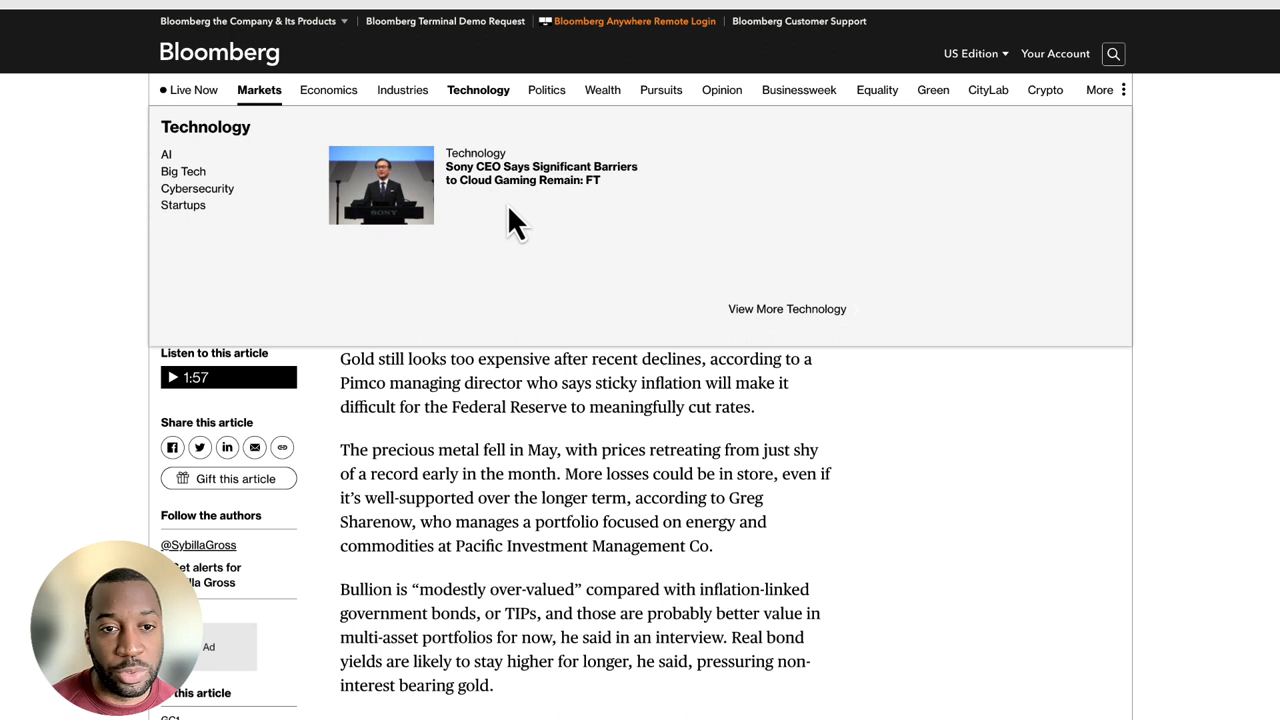 Bloomberg the Company & Its Products
Bloomberg Terminal Demo Request
Bloomberg Anywhere Remote Login
Bloomberg Customer Support
Bloomberg
US Edition
Your Account
Live Now
Markets
Economics
Industries
Technology
Politics
Wealth
Pursuits
Opinion
Businessweek
Equality
Green
CityLab
Crypto
More
Technology
AI
Big Tech
Cybersecurity
Startups
SONY
Technology
Sony CEO Says Significant Barriers
to Cloud Gaming Remain: FT
View More Technology
Listen to this article
1:57
Share this article
Gift this article
Follow the authors
@SybillaGross
Get alerts for
Gross
Ad
this article
Gold still looks too expensive after recent declines, according to a
Pimco managing director who says sticky inflation will make it
difficult for the Federal Reserve to meaningfully cut rates.
The precious metal fell in May, with prices retreating from just shy
of a record early in the month. More losses could be in store, even if
it’s well-supported over the longer term, according to Greg
Sharenow, who manages a portfolio focused on energy and
commodities at Pacific Investment Management Co.
Bullion is “modestly over-valued” compared with inflation-linked
government bonds, or TIPs, and those are probably better value in
multi-asset portfolios for now, he said in an interview. Real bond
yields are likely to stay higher for longer, he said, pressuring non-
interest bearing gold.